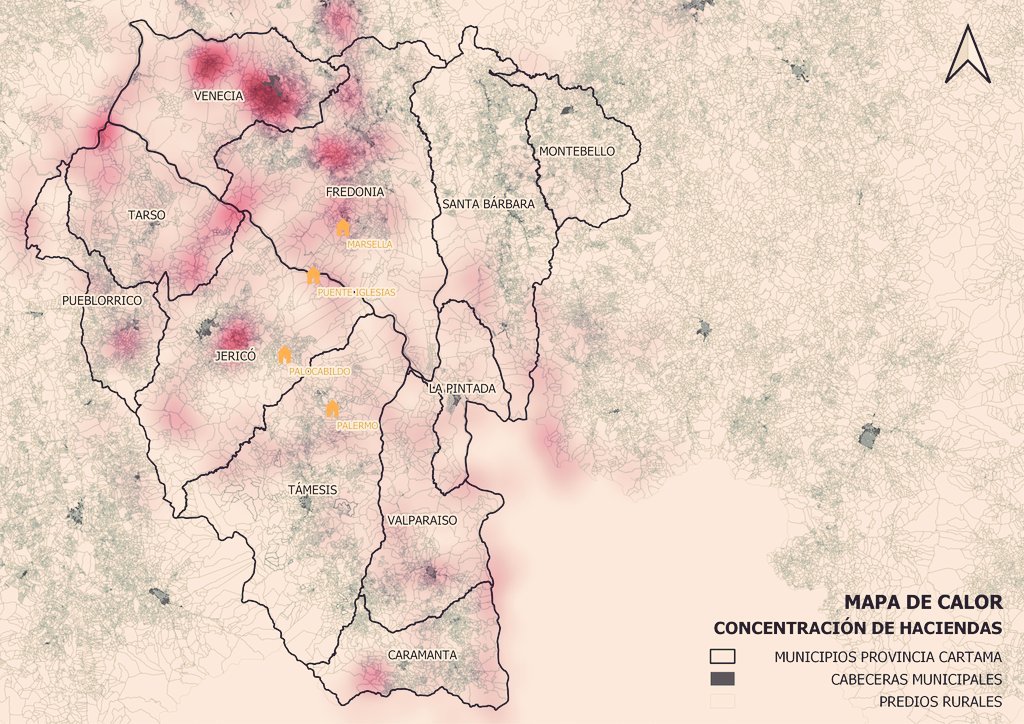 VENECIA
MONTEBELLO
FREDONIA
SANTA BÁRBARA
TARSO
MARSELLA
PUENTE IGLESIAS
PUEBLORRICO
JERICÓ
PALOCABILDO
LA PINTADA
PALERMO
TÁMESIS
VALPARAISO
CARAMANTA
MAPA DE CALOR
CONCENTRACIÓN DE HACIENDAS
MUNICIPIOS PROVINCIA CARTAMA
CABECERAS MUNICIPALES
PREDIOS RURALES